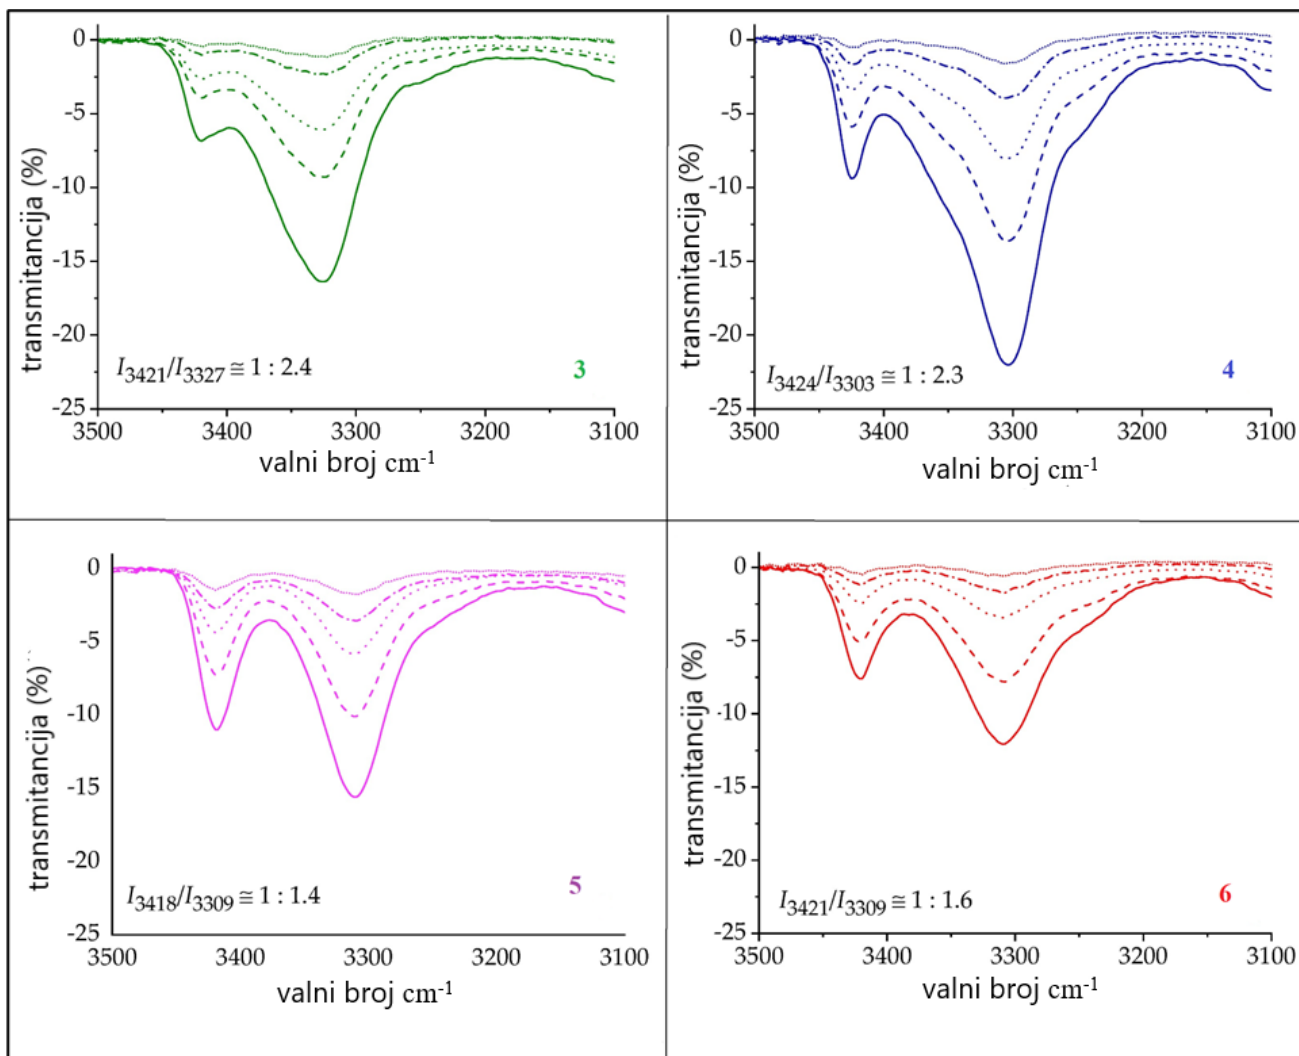 0
-5
-10
-15
-20
-25
transmitancija (%)
I3421/I3327 ≅ 1 : 2.4
3
3500 3400 3300 3200 3100
valni broj cm-1
0
-5
-10
-15
-20
-25
transmitancija (%)
I3424/I3303 ≅ 1 : 2.3
4
3500 3400 3300 3200 3100
valni broj cm-1
0
-5
-10
-15
-20
-25
transmitancija (%)
I3418/I3309 ≅ 1 : 1.4
5
3500 3400 3300 3200 3100
valni broj cm-1
0
-5
-10
-15
-20
-25
transmitancija (%)
I3421/I3309 ≅ 1 : 1.6
6
3500 3400 3300 3200 3100
valni broj cm-1